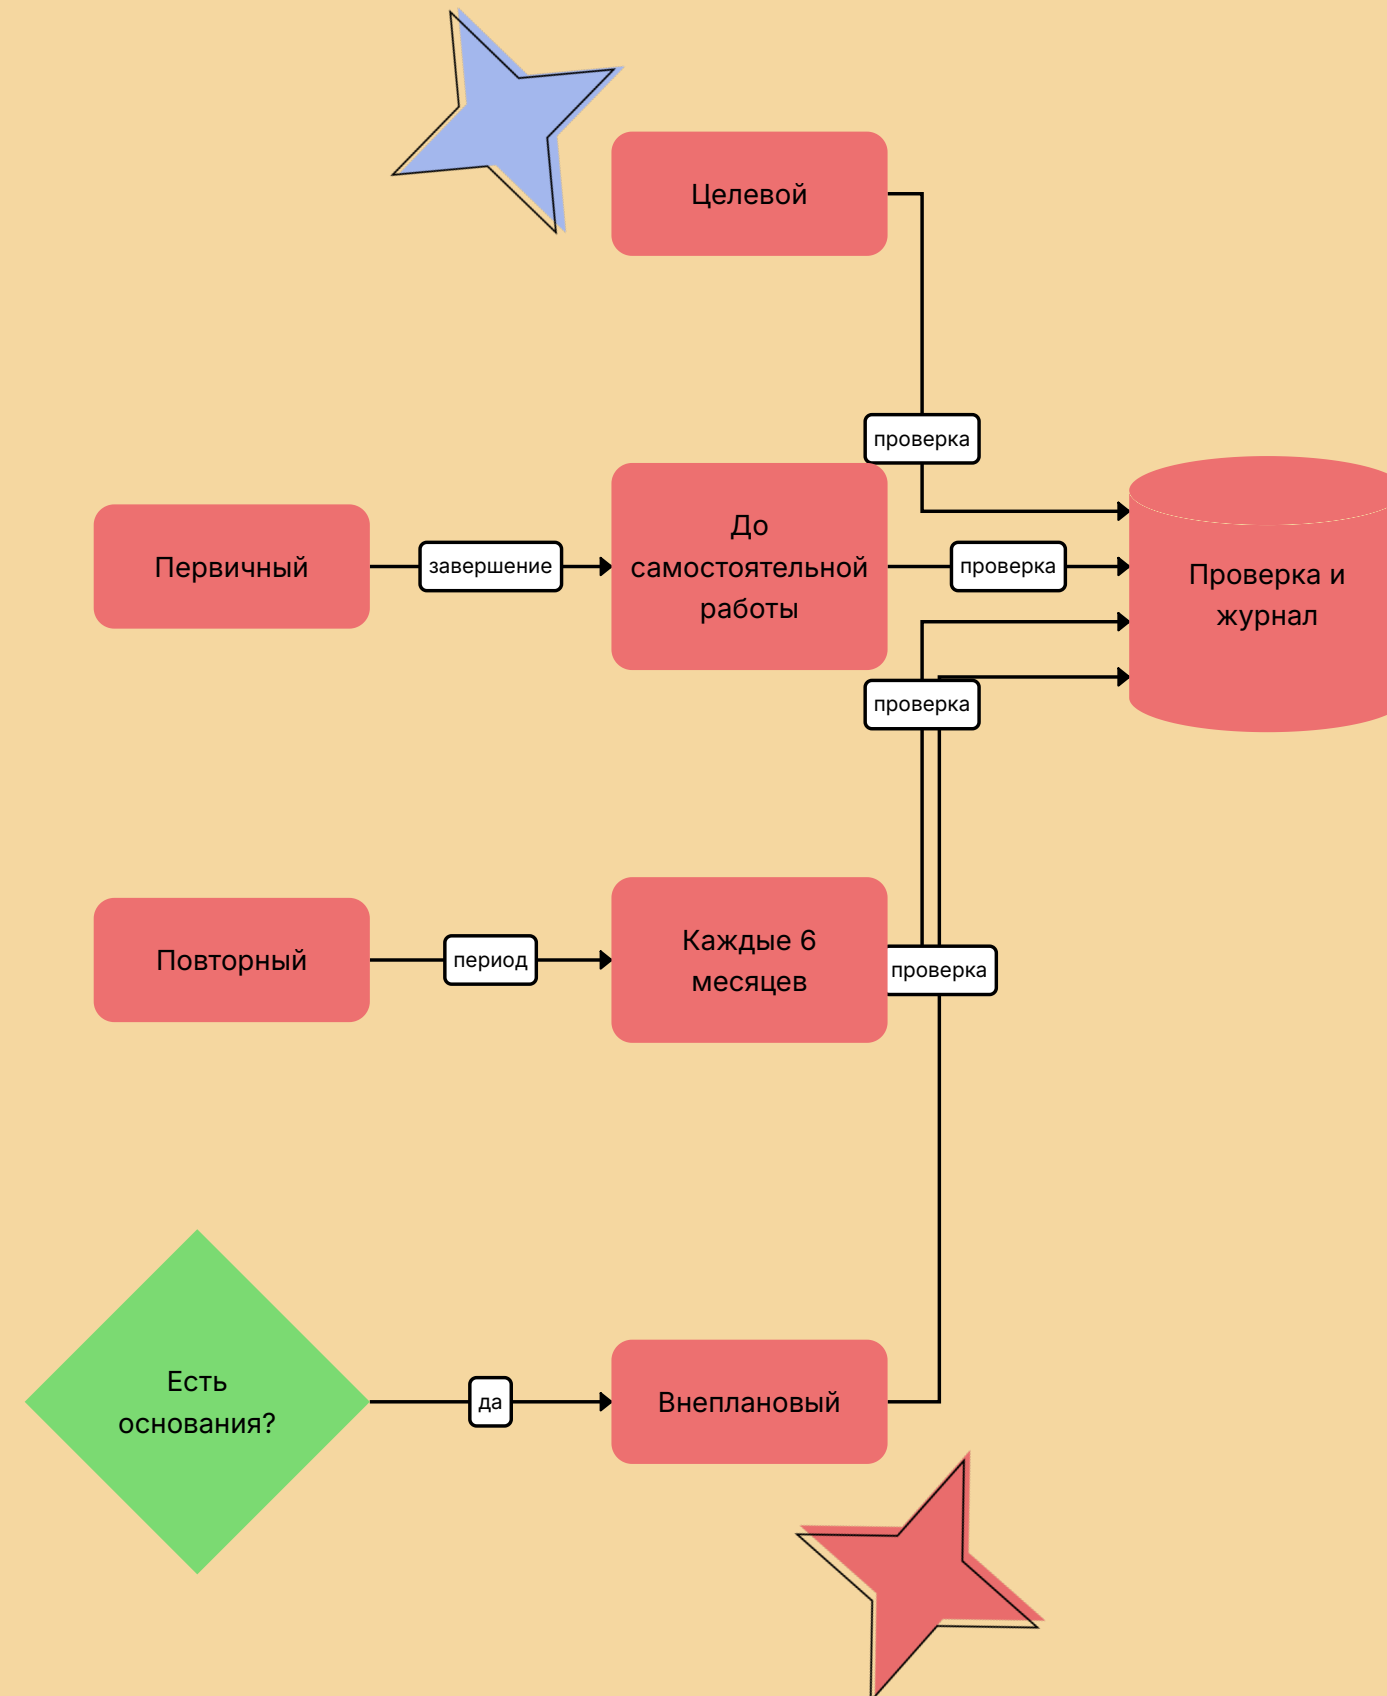 Целевой
проверка
Первичный
завершение
До
самостоятельной
работы
проверка
Проверка и
журнал
проверка
Повторный
период
Каждые 6
месяцев
проверка
Есть
основания?
да
Внеплановый